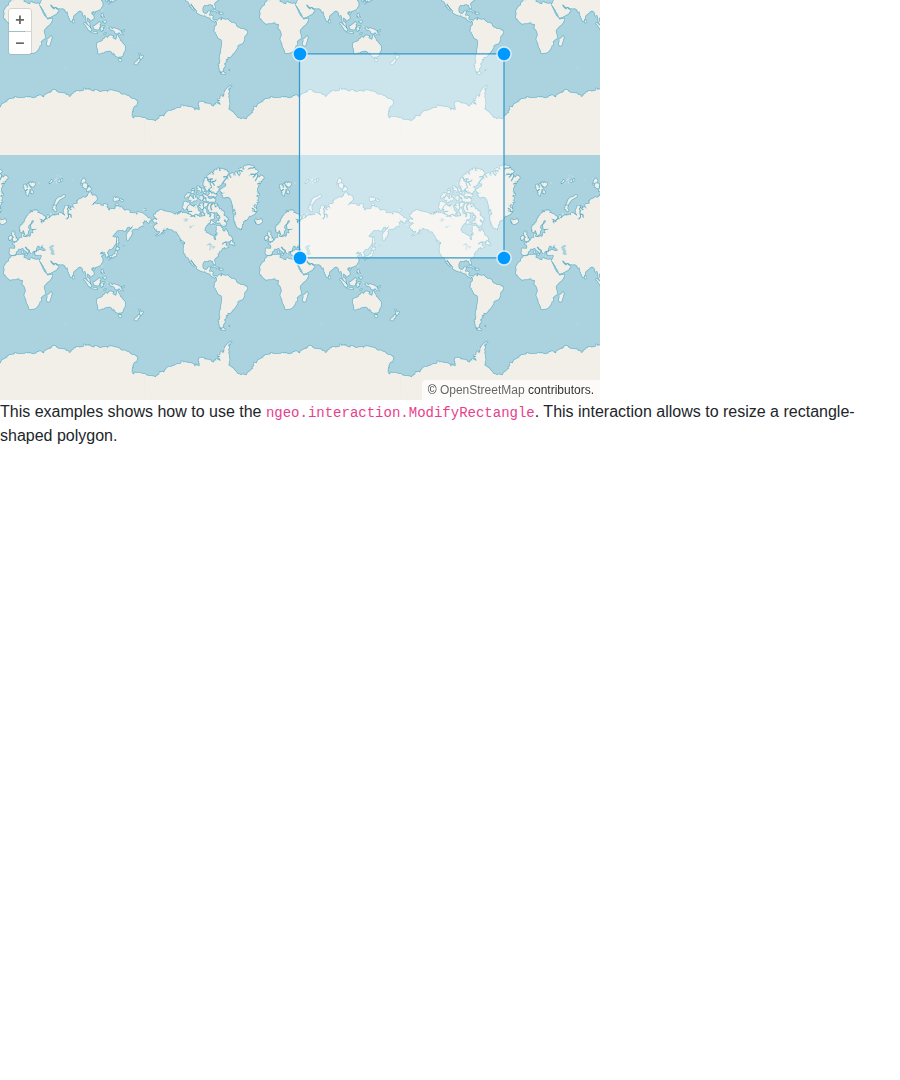 +
−
© OpenStreetMap contributors.
This examples shows how to use the ngeo.interaction.ModifyRectangle. This interaction allows to resize a rectangle-
shaped polygon.